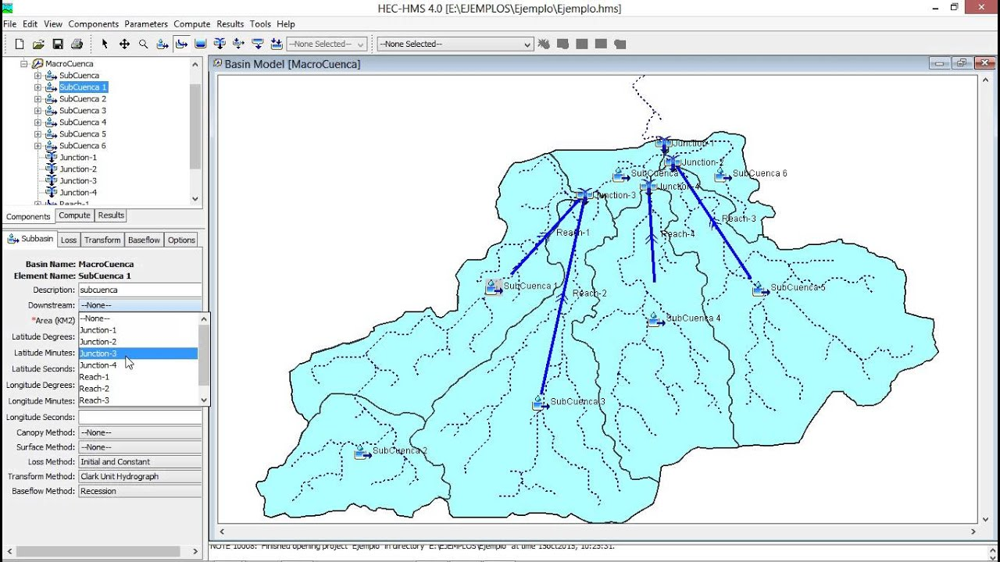 HEC-HMS 4.0 [E:\EJEMPLOS\Ejemplo\Ejemplo.hms]
File Edit View Components Parameters Compute Results Tools Help
--None Selected-- --None Selected--
MacroCuenca
SubCuenca
SubCuenca 1
SubCuenca 2
SubCuenca 3
SubCuenca 4
SubCuenca 5
SubCuenca 6
Junction-1
Junction-2
Junction-3
Junction-4
Reach-1
Components Compute Results
Subbasin Loss Transform Baseflow Options
Basin Name: MacroCuenca
Element Name: SubCuenca 1
Description: subcuenca
Downstream: --None--
*Area (KM2)
--None--
Junction-1
Latitude Degrees:
Junction-2
Latitude Minutes:
Junction-3
Junction-4
Latitude Seconds:
Reach-1
Longitude Degrees:
Reach-2
Longitude Minutes:
Reach-3
Longitude Seconds:
Canopy Method: --None--
Surface Method: --None--
Loss Method: Initial and Constant
Transform Method: Clark Unit Hydrograph
Baseflow Method: Recession
Basin Model [MacroCuenca]
Junction-1
Junction-2
SubCuenca
SubCuenca 6
Junction-4
Junction-3
Reach-3
Reach-1
Reach-4
SubCuenca 1
SubCuenca 5
Reach-2
SubCuenca 4
SubCuenca 3
SubCuenca 2
NOTE 10008: Finished opening project "Ejemplo" in directory "E:\EJEMPLOS\Ejemplo" at time 15oct2015, 10:25:31.